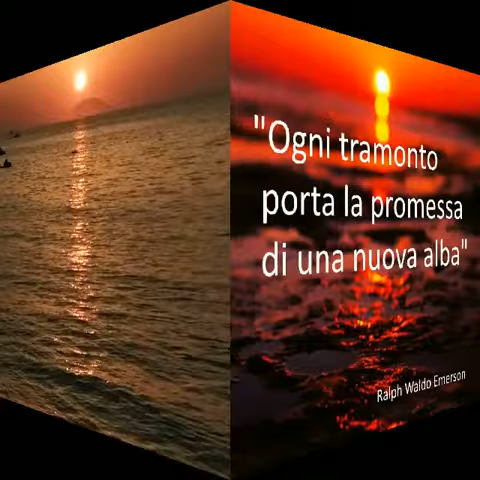 "Ogni tramonto
porta la promessa
di una nuova alba"
Ralph Waldo Emerson